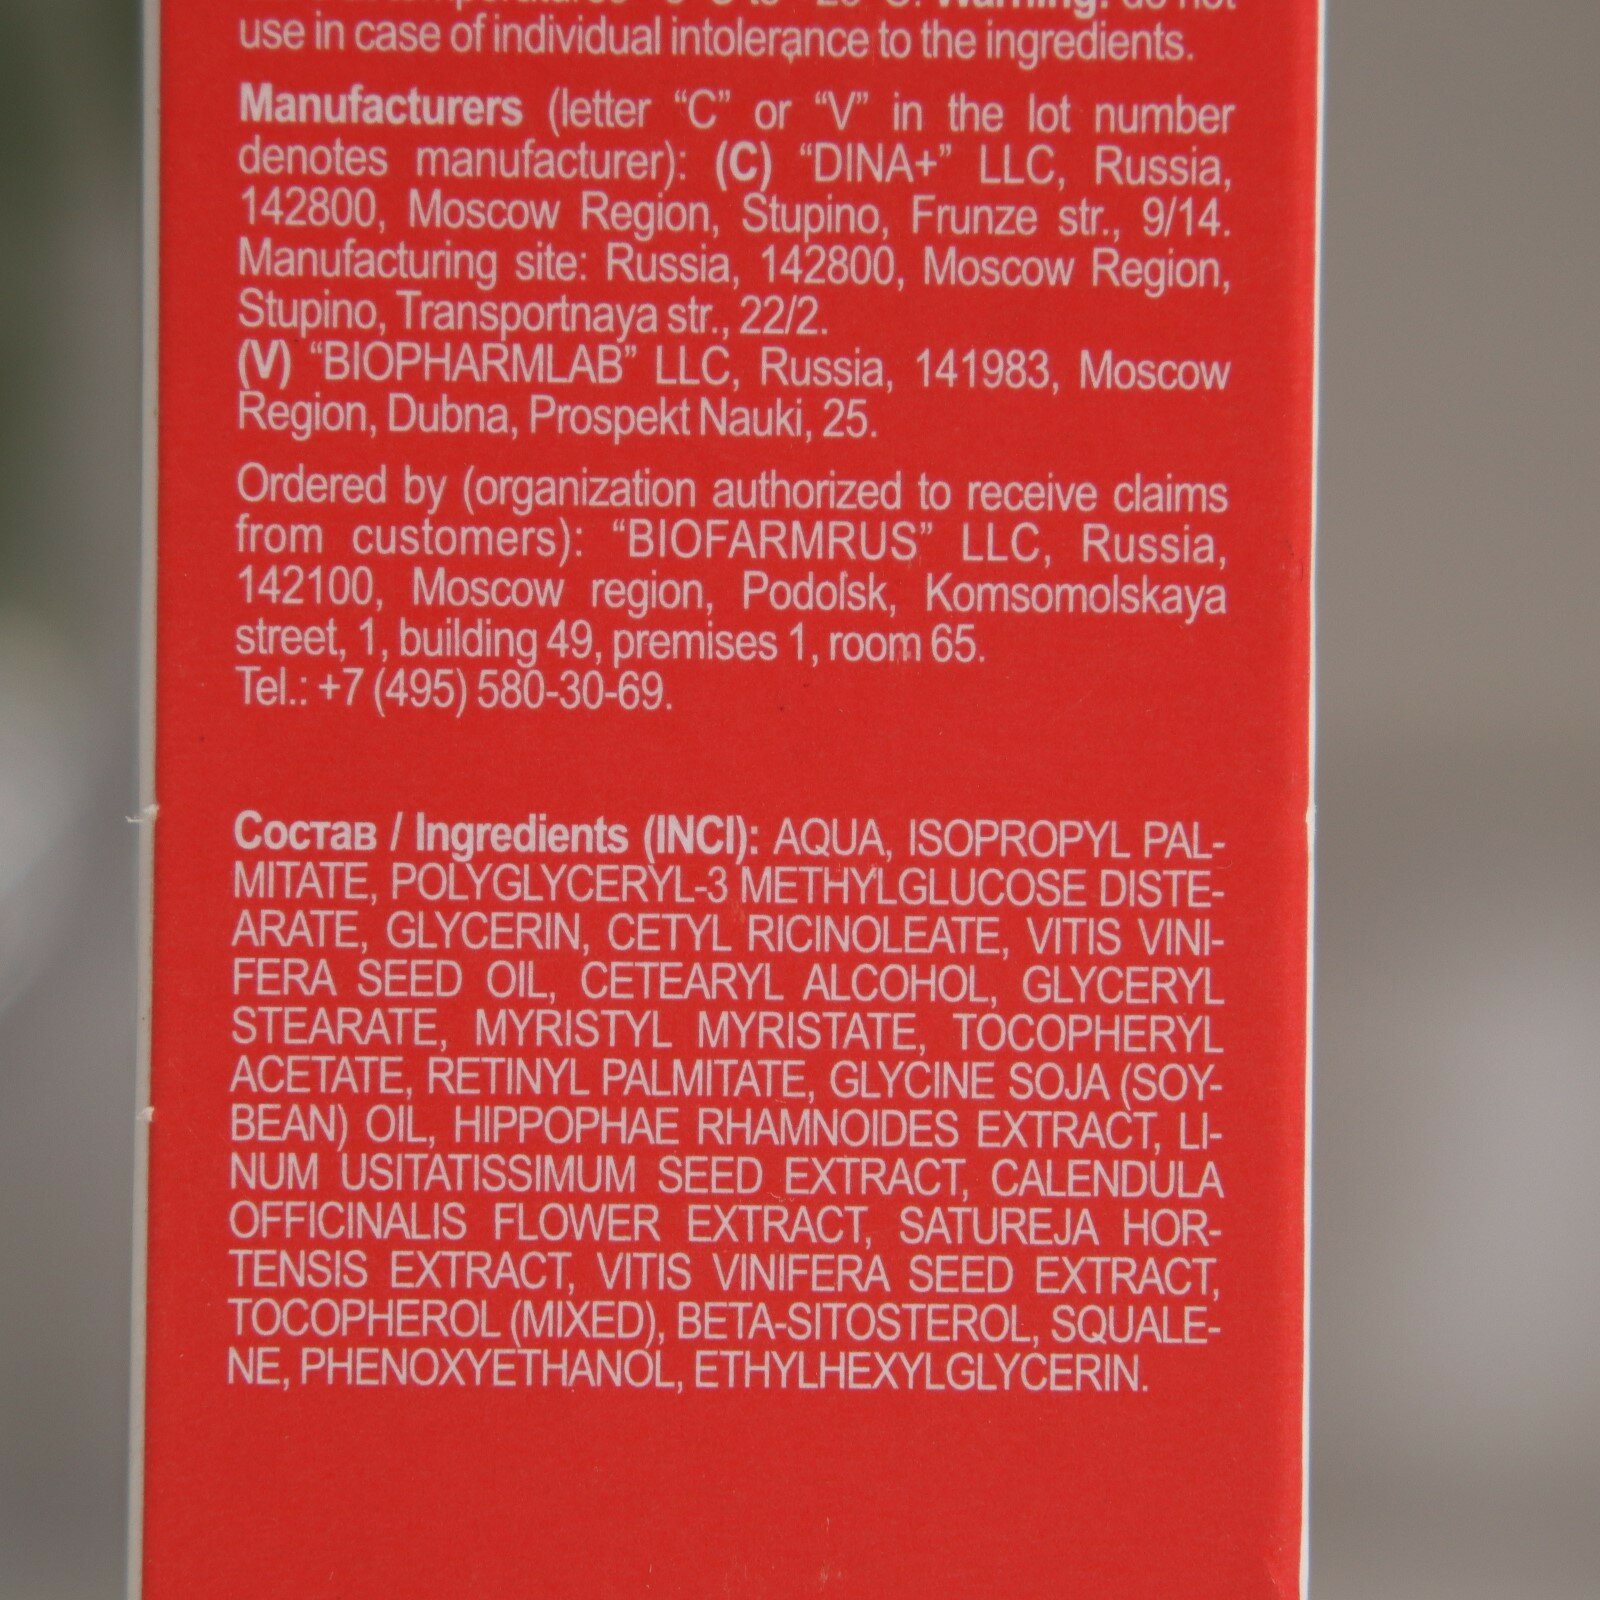 Warning: do not
use in case of individual intolerance to the ingredients.
Manufacturers (letter “C” or “V” in the lot number
denotes manufacturer): (C) “DINA+” LLC, Russia,
142800, Moscow Region, Stupino, Frunze str., 9/14.
Manufacturing site: Russia, 142800, Moscow Region,
Stupino, Transportnaya str., 22/2.
(V) “BIOPHARMLAB” LLC, Russia, 141983, Moscow
Region, Dubna, Prospekt Nauki, 25.
Ordered by (organization authorized to receive claims
from customers): “BIOFARMRUS” LLC, Russia,
142100, Moscow region, Podol'sk, Komsomolskaya
street, 1, building 49, premises 1, room 65.
Tel.: +7 (495) 580-30-69.
Состав / Ingredients (INCI): AQUA, ISOPROPYL PAL-
MITATE, POLYGLYCERYL-3 METHYLGLUCOSE DISTE-
ARATE, GLYCERIN, CETYL RICINOLEATE, VITIS VINI-
FERA SEED OIL, CETEARYL ALCOHOL, GLYCERYL
STEARATE, MYRISTYL MYRISTATE, TOCOPHERYL
ACETATE, RETINYL PALMITATE, GLYCINE SOJA (SOY-
BEAN) OIL, HIPPOPHAE RHAMNOIDES EXTRACT, LI-
NUM USITATISSIMUM SEED EXTRACT, CALENDULA
OFFICINALIS FLOWER EXTRACT, SATUREJA HOR-
TENSIS EXTRACT, VITIS VINIFERA SEED EXTRACT,
TOCOPHEROL (MIXED), BETA-SITOSTEROL, SQUALE-
NE, PHENOXYETHANOL, ETHYLHEXYLGLYCERIN.